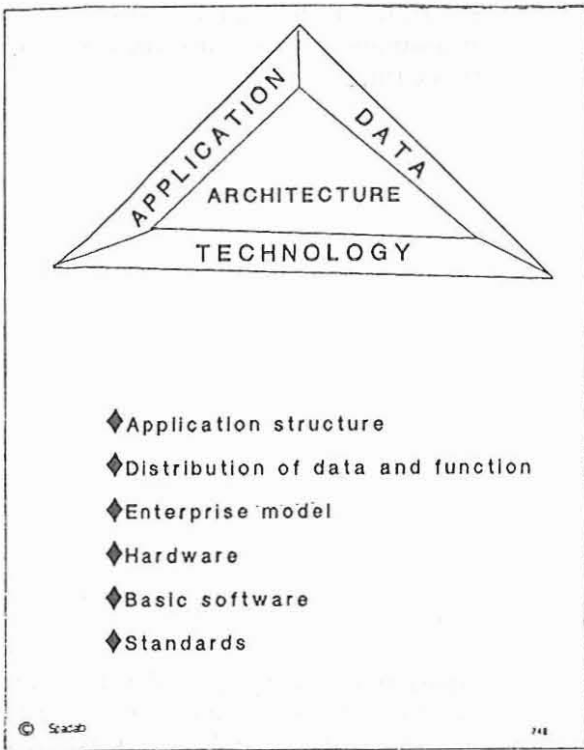 APPLICATION
DATA
ARCHITECTURE
TECHNOLOGY
Application structure
Distribution of data and function
Enterprise model
Hardware
Basic software
Standards
©